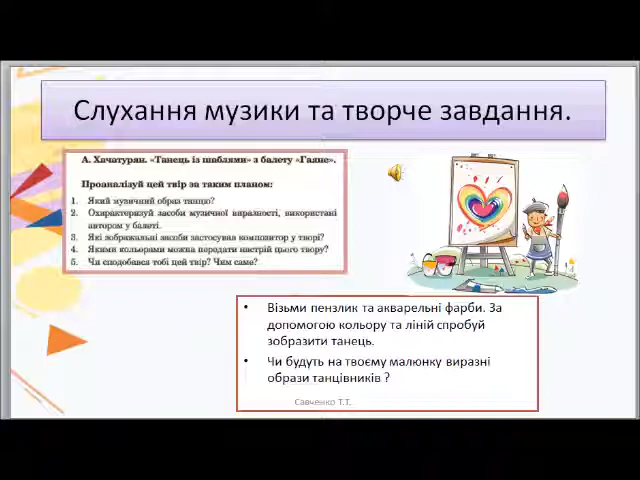 Слухання музики та творче завдання.
А. Хачатурян. «Танець із шаблями» з балету «Гаяне».
Проаналізуй цей твір за таким планом:
1. Який музичний образ танцю?
2. Охарактеризуй засоби музичної виразності, використані
автором у балеті.
3. Які зображальні засоби застосував композитор у творі?
4. Якими кольорами можна передати настрій цього твору?
5. Чи сподобався тобі цей твір? Чим саме?
• Візьми пензлик та акварельні фарби. За
допомогою кольору та ліній спробуй
зобразити танець.
• Чи будуть на твоєму малюнку виразні
образи танцівників ?
Савченко Т.Т.